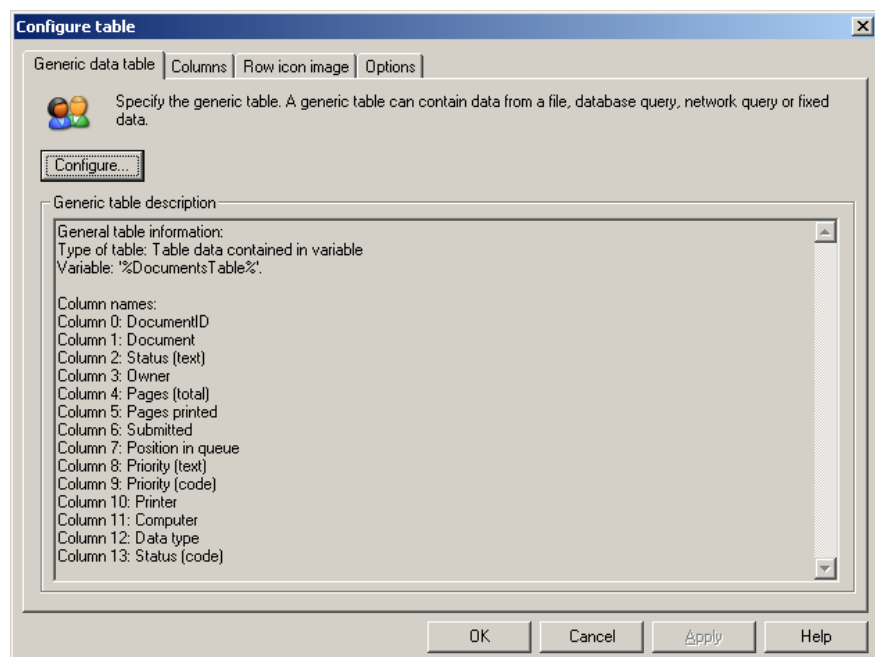 Configure table
Generic data table Columns Row icon image Options
Specify the generic table. A generic table can contain data from a file, database query, network query or fixed
data.
Configure...
Generic table description
General table information:
Type of table: Table data contained in variable
Variable: '%DocumentsTable%'.
Column names:
Column 0: DocumentID
Column 1: Document
Column 2: Status (text)
Column 3: Owner
Column 4: Pages (total)
Column 5: Pages printed
Column 6: Submitted
Column 7: Position in queue
Column 8: Priority (text)
Column 9: Priority (code)
Column 10: Printer
Column 11: Computer
Column 12: Data type
Column 13: Status (code)
OK Cancel Apply Help